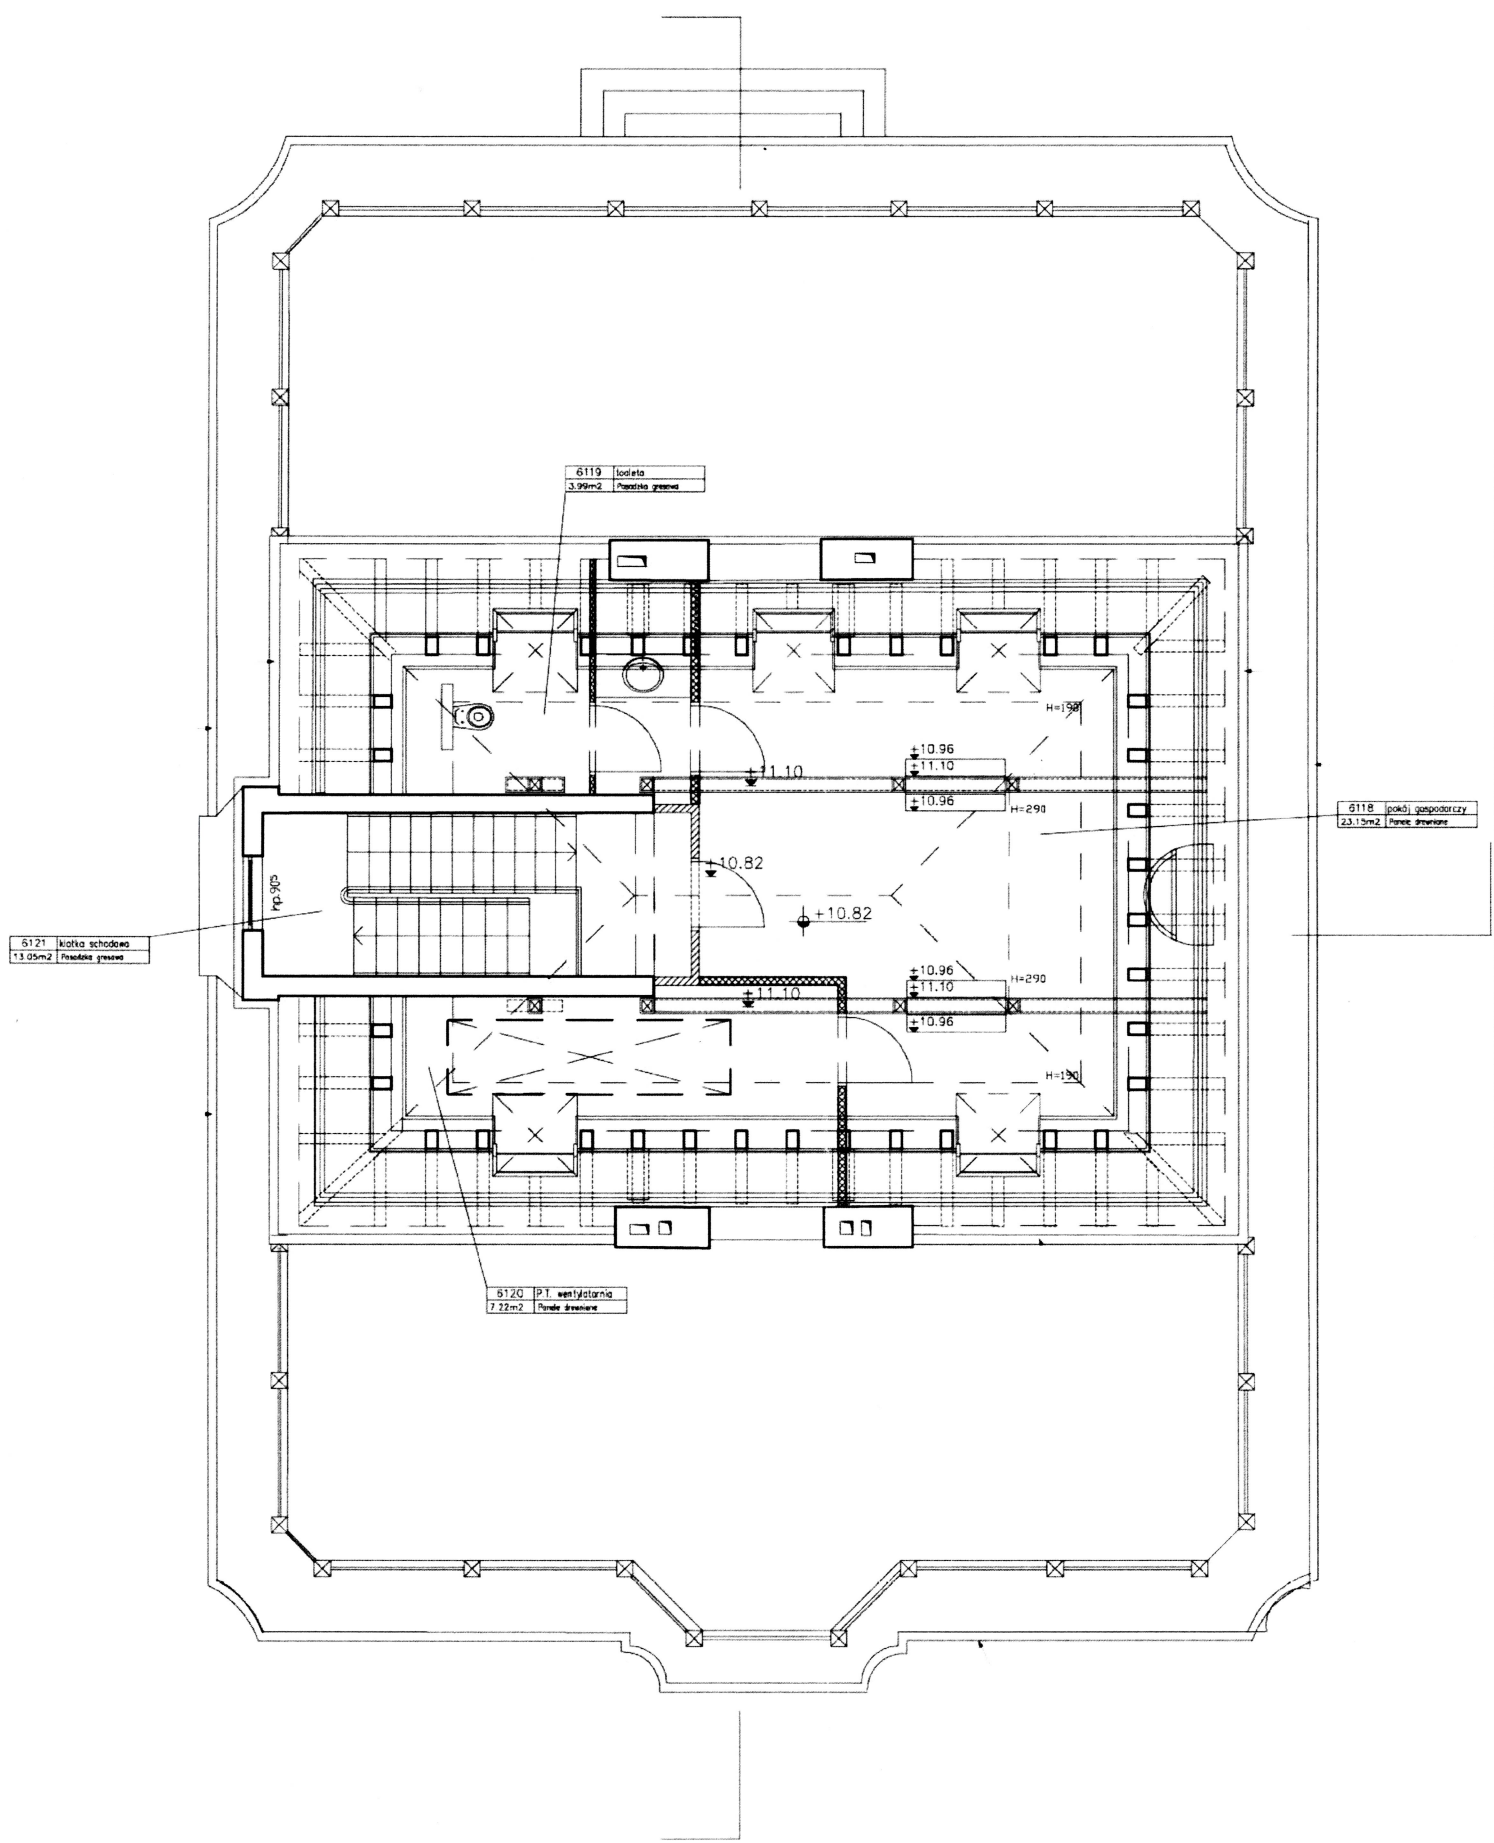 6119 toaleta
3.99m2 Posadzka gresowa
H=190
+10.96
+11.10
+11.10
+10.96
H=290
6118 pokój gospodarczy
23.15m2 Panele drewniane
+10.82
hp.905
+10.82
6121 klatka schodowa
13.05m2 Posadzka gresowa
+10.96
H=290
+11.10
+11.10
+10.96
H=190
6120 P.T. wentylatornia
7.22m2 Panele drewniane